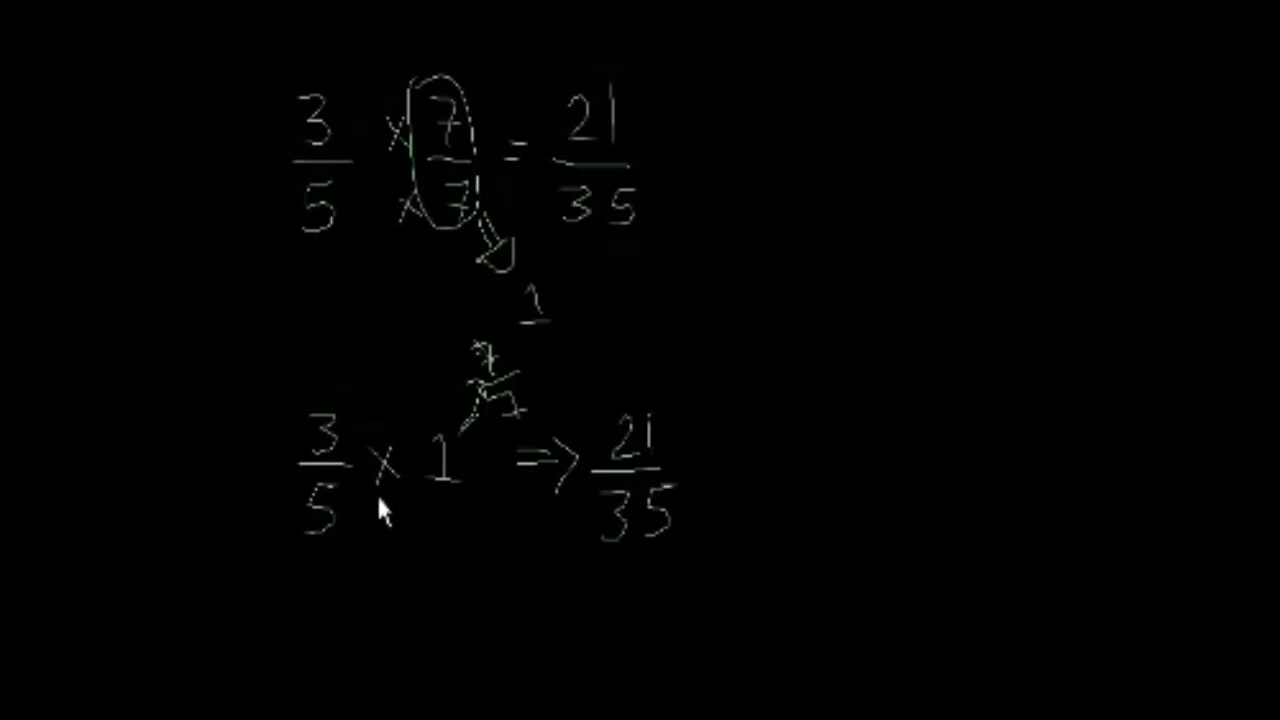 3/5 x 7/x 7 = 21/35
1
7/7
3/5 x 1 => 21/35